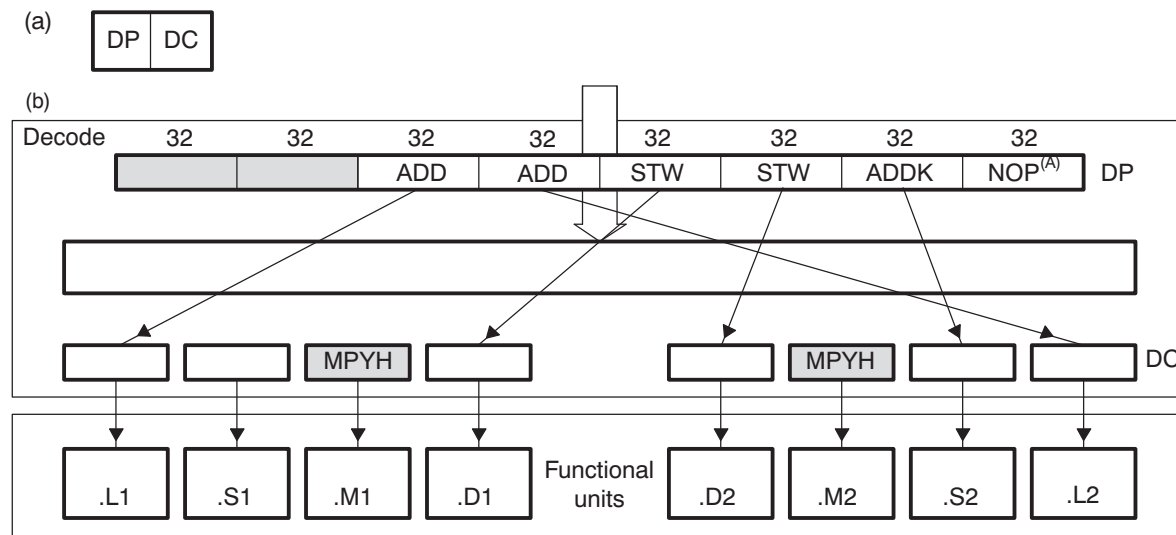 (a)
DP DC
(b)
Decode 32 32 32 32 32 32 32 32
ADD ADD STW STW ADDK NOP(A) DP
MPYH MPYH DC
.L1 .S1 .M1 .D1 Functional units .D2 .M2 .S2 .L2